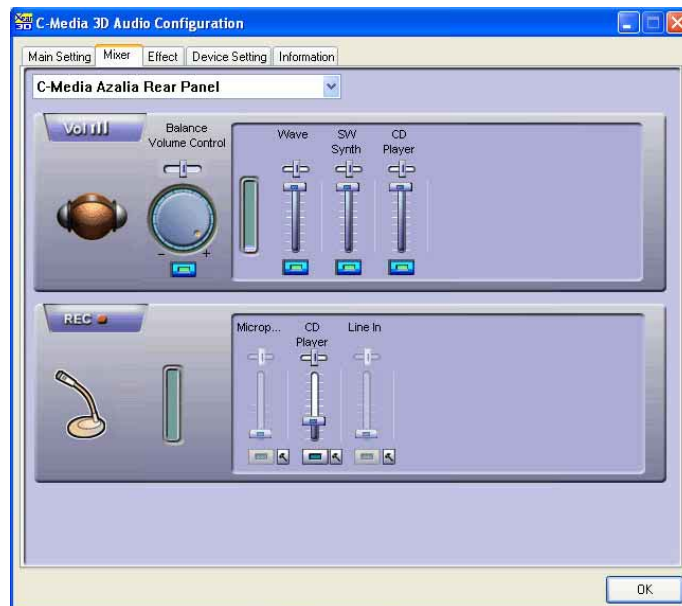 C-Media 3D Audio Configuration
Main Setting Mixer Effect Device Setting Information
C-Media Azalia Rear Panel
Vol
Balance
Volume Control
Wave
SW
Synth
CD
Player
- +
REC
Microp...
CD
Player
Line In
OK